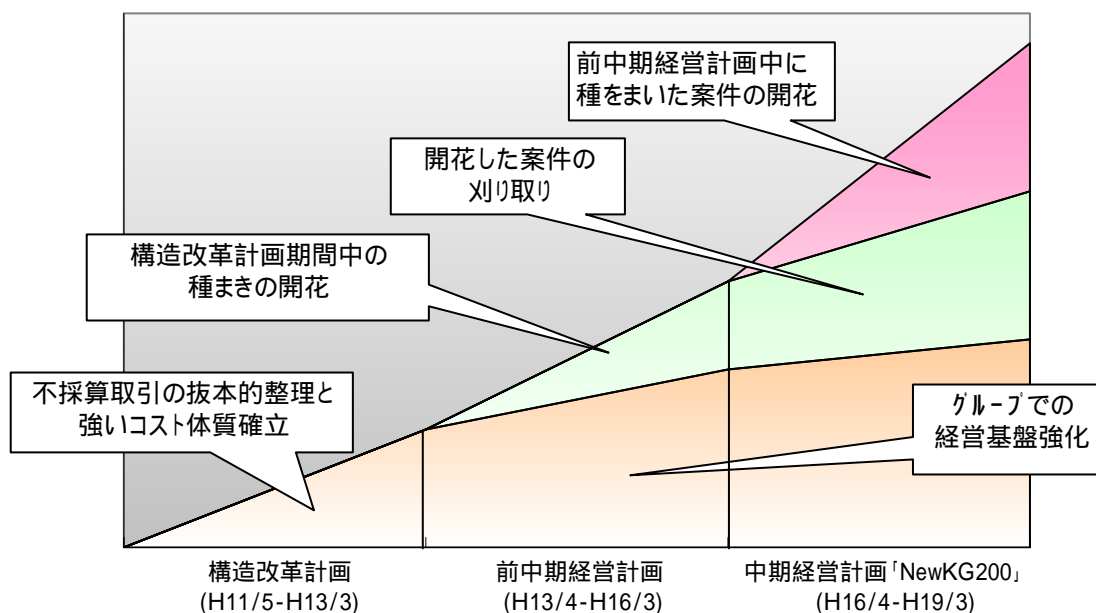 前中期経営計画中に
種をまいた案件の開花
開花した案件の
刈り取り
構造改革計画期間中の
種まきの開花
不採算取引の抜本的整理と
強いコスト体質確立
グループでの
経営基盤強化
構造改革計画
(H11/5-H13/3)
前中期経営計画
(H13/4-H16/3)
中期経営計画「NewKG200」
(H16/4-H19/3)